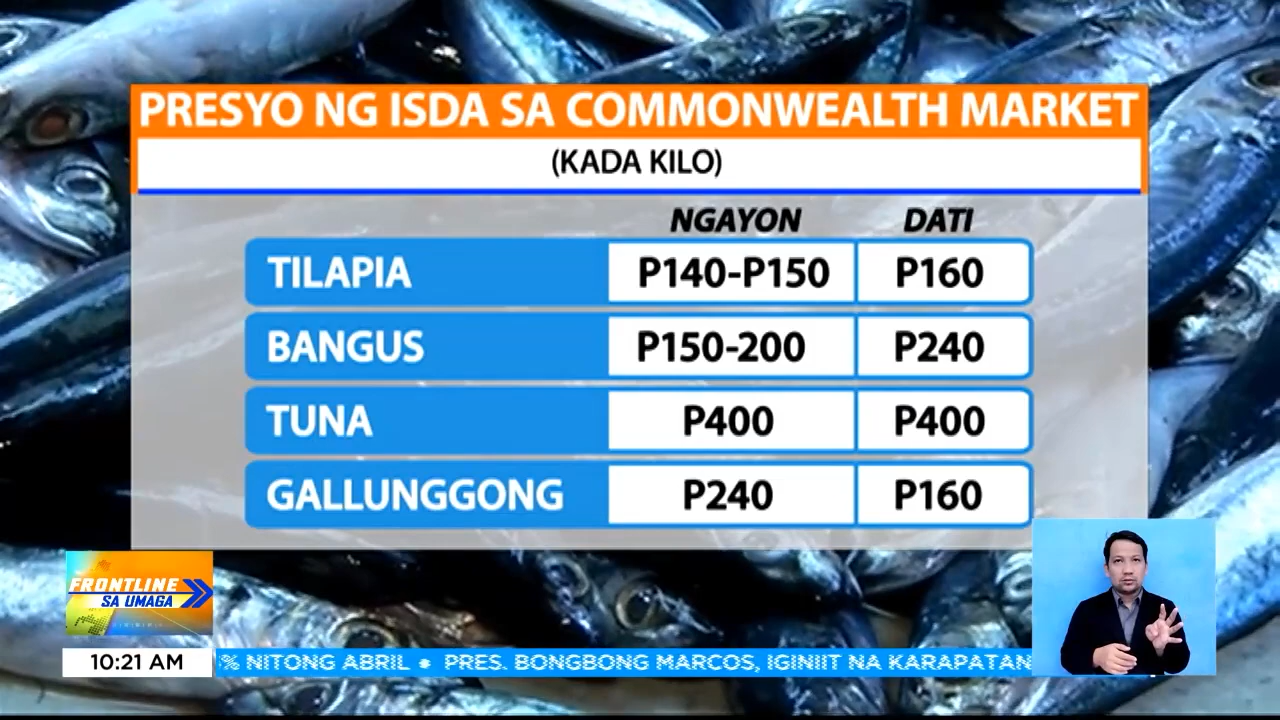 PRESYO NG ISDA SA COMMONWEALTH MARKET
(KADA KILO)
NGAYON DATI
TILAPIA P140-P150 P160
BANGUS P150-200 P240
TUNA P400 P400
GALLUNGGONG P240 P160
FRONTLINE
SA UMAGA
10:21 AM % NITONG ABRIL PRES. BONGBONG MARCOS, IGINIIT NA KARAPATAN